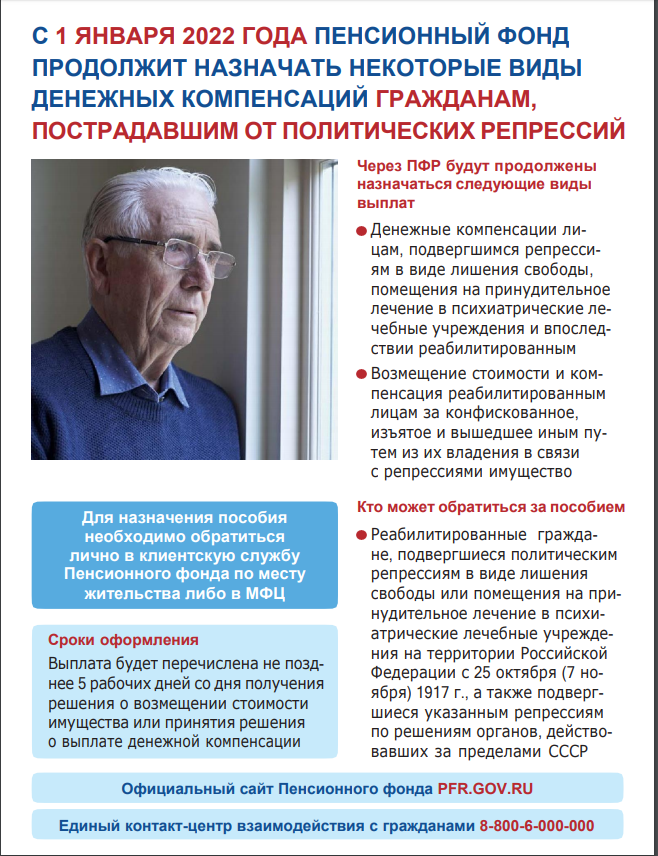 С 1 ЯНВАРЯ 2022 ГОДА ПЕНСИОННЫЙ ФОНД
ПРОДОЛЖИТ НАЗНАЧАТЬ НЕКОТОРЫЕ ВИДЫ
ДЕНЕЖНЫХ КОМПЕНСАЦИЙ ГРАЖДАНАМ,
ПОСТРАДАВШИМ ОТ ПОЛИТИЧЕСКИХ РЕПРЕССИЙ
Через ПФР будут продолжены
назначаться следующие виды
выплат
Денежные компенсации ли-
цам, подвергшимся репресси-
ям в виде лишения свободы,
помещения на принудительное
лечение в психиатрические ле-
чебные учреждения и впослед-
ствии реабилитированным
Возмещение стоимости и ком-
пенсация реабилитированным
лицам за конфискованное,
изъятое и вышедшее иным пу-
тем из их владения в связи
с репрессиями имущество
Для назначения пособия
необходимо обратиться
лично в клиентскую службу
Пенсионного фонда по месту
жительства либо в МФЦ
Сроки оформления
Выплата будет перечислена не позд-
нее 5 рабочих дней со дня получения
решения о возмещении стоимости
имущества или принятия решения
о выплате денежной компенсации
Кто может обратиться за пособием
Реабилитированные гражда-
не, подвергшиеся политическим
репрессиям в виде лишения
свободы или помещения на при-
нудительное лечение в психи-
атрические лечебные учрежде-
ния на территории Российской
Федерации с 25 октября (7 но-
ября) 1917 г., а также подверг-
шиеся указанным репрессиям
по решениям органов, действо-
вавших за пределами СССР
Официальный сайт Пенсионного фонда PFR.GOV.RU
Единый контакт-центр взаимодействия с гражданами 8-800-6-000-000